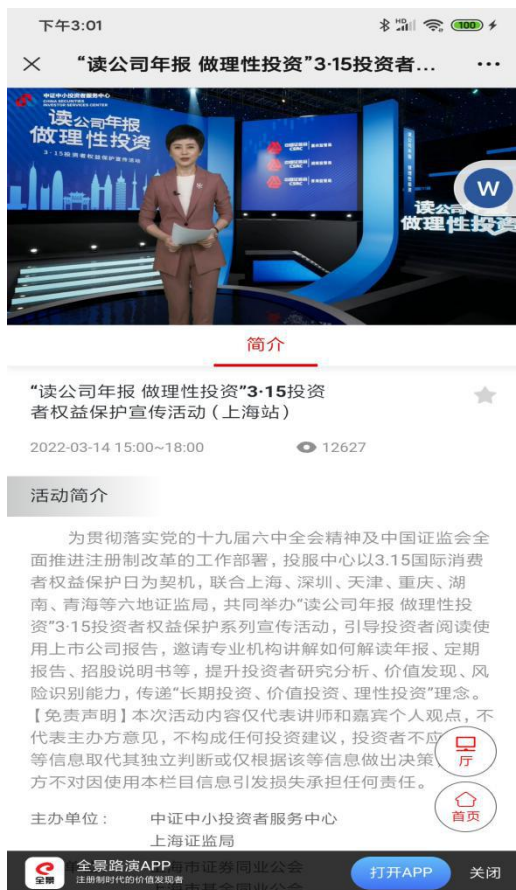 下午3:01
HD
100
“读公司年报 做理性投资”3·15投资者...
中证中小投资者服务中心
CHINA SECURITIES
INVESTOR SERVICES CENTER
读公司年报
做理性投资
3·15投资者权益保护宣传活动
CSRC
CSRC
CSRC
W
读公司
做理性投资
简介
“读公司年报 做理性投资”3·15投资
者权益保护宣传活动（上海站）
2022-03-14 15:00~18:00
12627
活动简介
为贯彻落实党的十九届六中全会精神及中国证监会全
面推进注册制改革的工作部署，投服中心以3.15国际消费
者权益保护日为契机，联合上海、深圳、天津、重庆、湖
南、青海等六地证监局，共同举办“读公司年报 做理性投
资”3·15投资者权益保护系列宣传活动，引导投资者阅读使
用上市公司报告，邀请专业机构讲解如何解读年报、定期
报告、招股说明书等，提升投资者研究分析、价值发现、风
险识别能力，传递“长期投资、价值投资、理性投资”理念。
【免责声明】本次活动内容仅代表讲师和嘉宾个人观点，不
代表主办方意见，不构成任何投资建议，投资者不应
等信息取代其独立判断或仅根据该等信息做出决策
方不对因使用本栏目信息引发损失承担任何责任。
厅
首页
主办单位： 中证中小投资者服务中心
上海证监局
上海市证券同业公会
全景
全景路演APP
注册制时代的价值发现者
打开APP
关闭